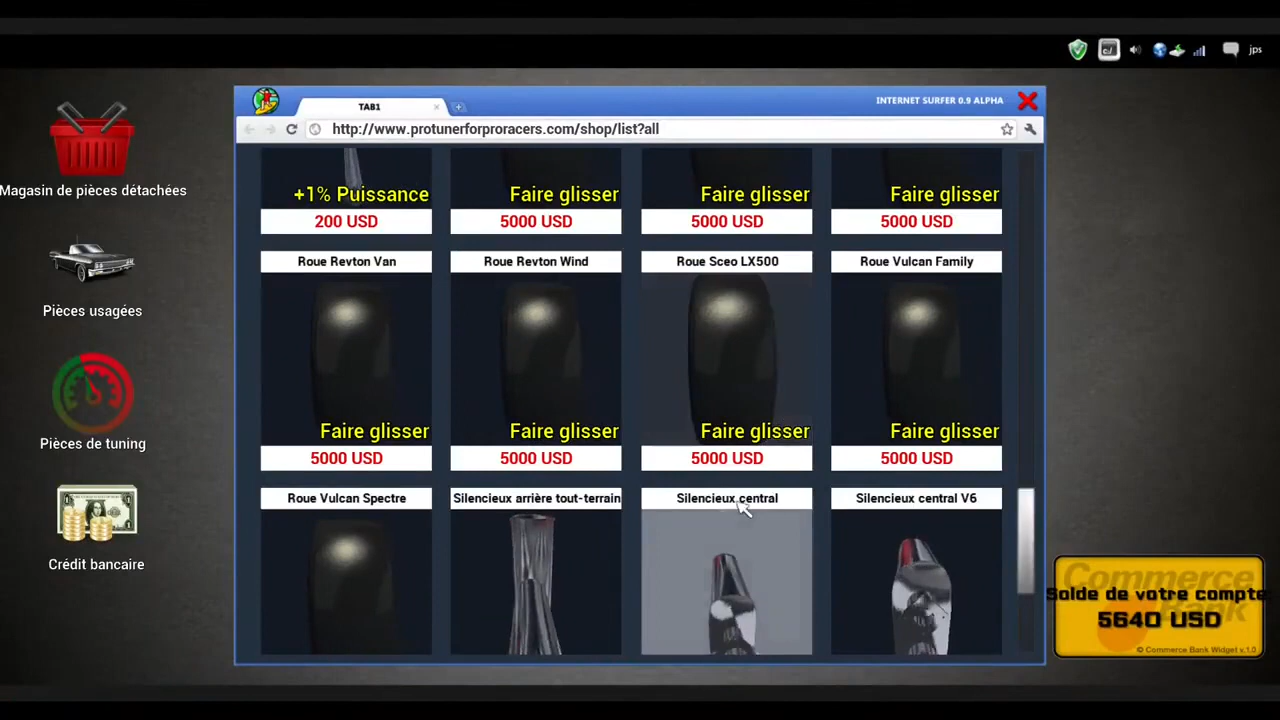 jps
TAB1
INTERNET SURFER 0.9 ALPHA
http://www.protunerforproracers.com/shop/list?all
Magasin de pièces détachées
Pièces usagées
Pièces de tuning
Crédit bancaire
+1% Puissance
Faire glisser
Faire glisser
Faire glisser
200 USD
5000 USD
5000 USD
5000 USD
Roue Revton Van
Roue Revton Wind
Roue Sceo LX500
Roue Vulcan Family
Faire glisser
Faire glisser
Faire glisser
Faire glisser
5000 USD
5000 USD
5000 USD
5000 USD
Roue Vulcan Spectre
Silencieux arrière tout-terrain
Silencieux central
Silencieux central V6
Commerce
Bank
Solde de votre compte:
5640 USD
© Commerce Bank Widget v.1.0